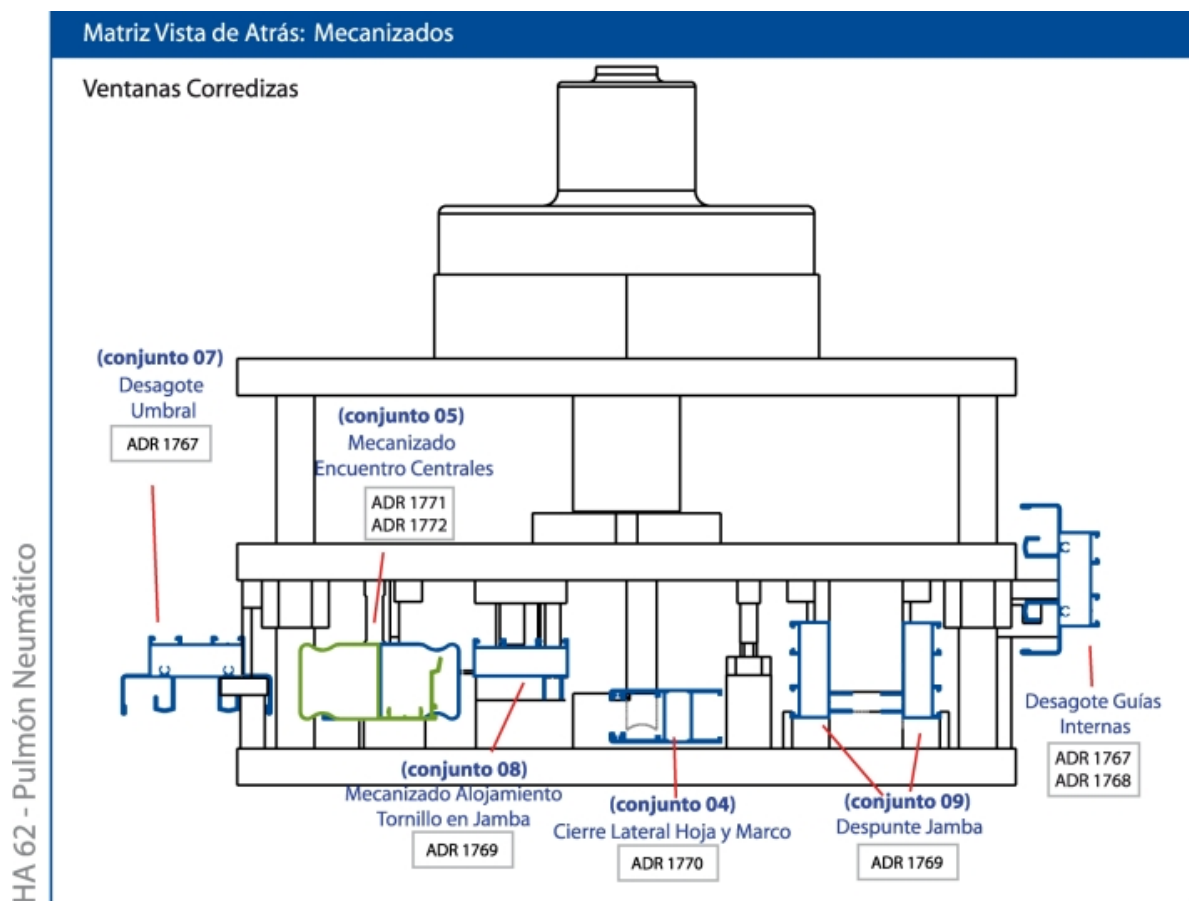 Matriz Vista de Atrás: Mecanizados
Ventanas Corredizas
(conjunto 07)
Desagote
Umbral
ADR 1767
(conjunto 05)
Mecanizado
Encuentro Centrales
ADR 1771
ADR 1772
(conjunto 08)
Mecanizado Alojamiento
Tornillo en Jamba
ADR 1769
(conjunto 04)
Cierre Lateral Hoja y Marco
ADR 1770
(conjunto 09)
Despunte Jamba
ADR 1769
Desagote Guías
Internas
ADR 1767
ADR 1768
HA 62 - Pulmón Neumático